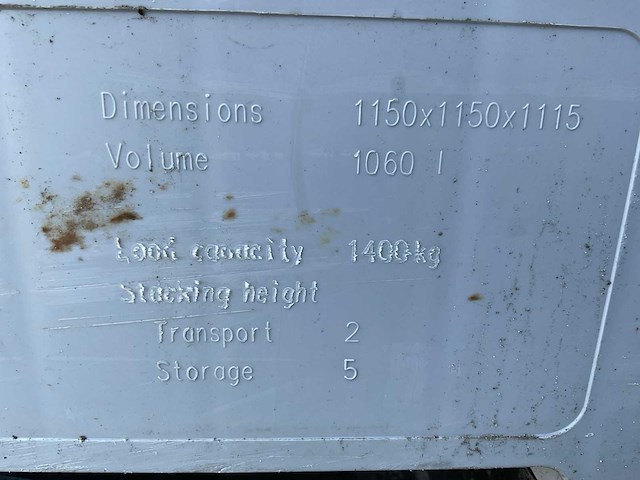 Dimensions 1150x1150x1115
Volume 1060 l
Load capacity 1400kg
Stacking height
Transport 2
Storage 5